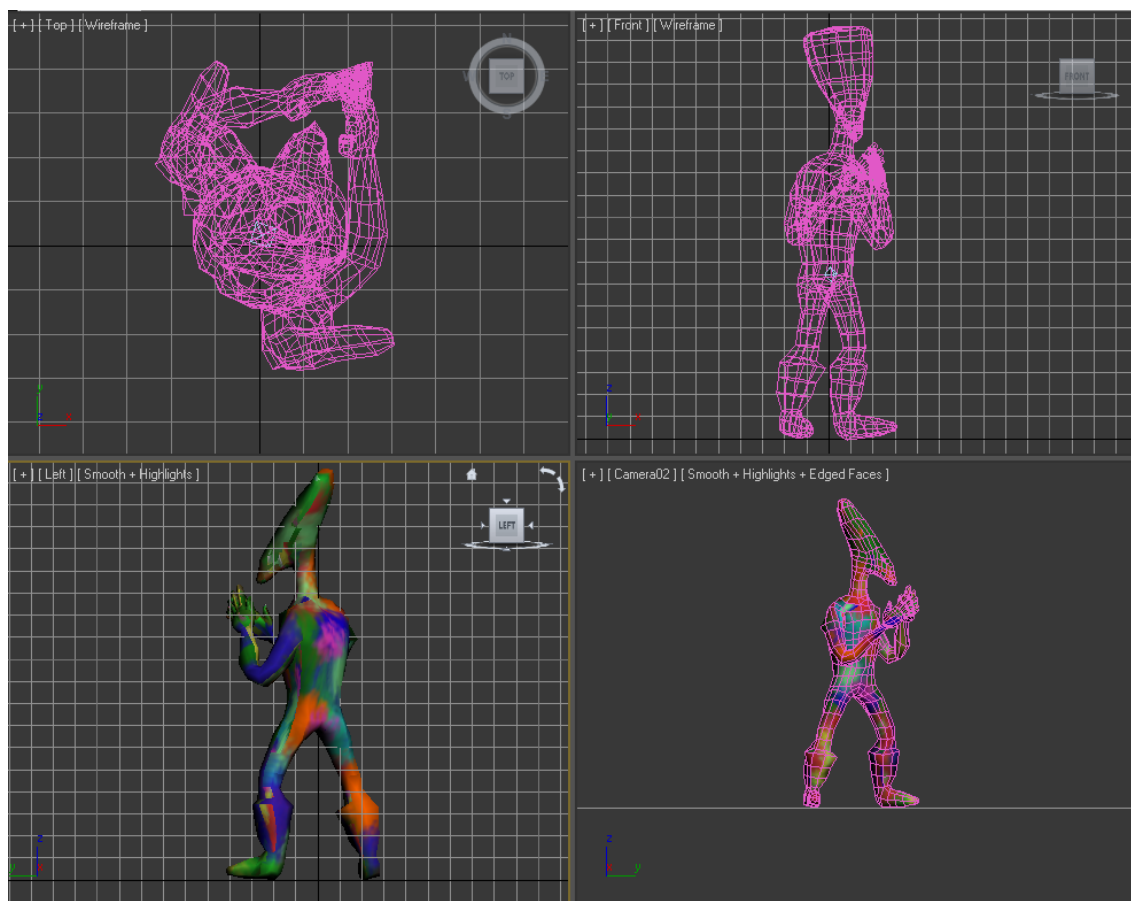 [ + ] [ Top ] [ Wireframe ]
N
W
TOP
E
S
y
z
x
[ + ] [ Front ] [ Wireframe ]
FRONT
z
y
x
[ + ] [ Left ] [ Smooth + Highlights ]
LEFT
z
y
x
[ + ] [ Camera02 ] [ Smooth + Highlights + Edged Faces ]
z
x
y